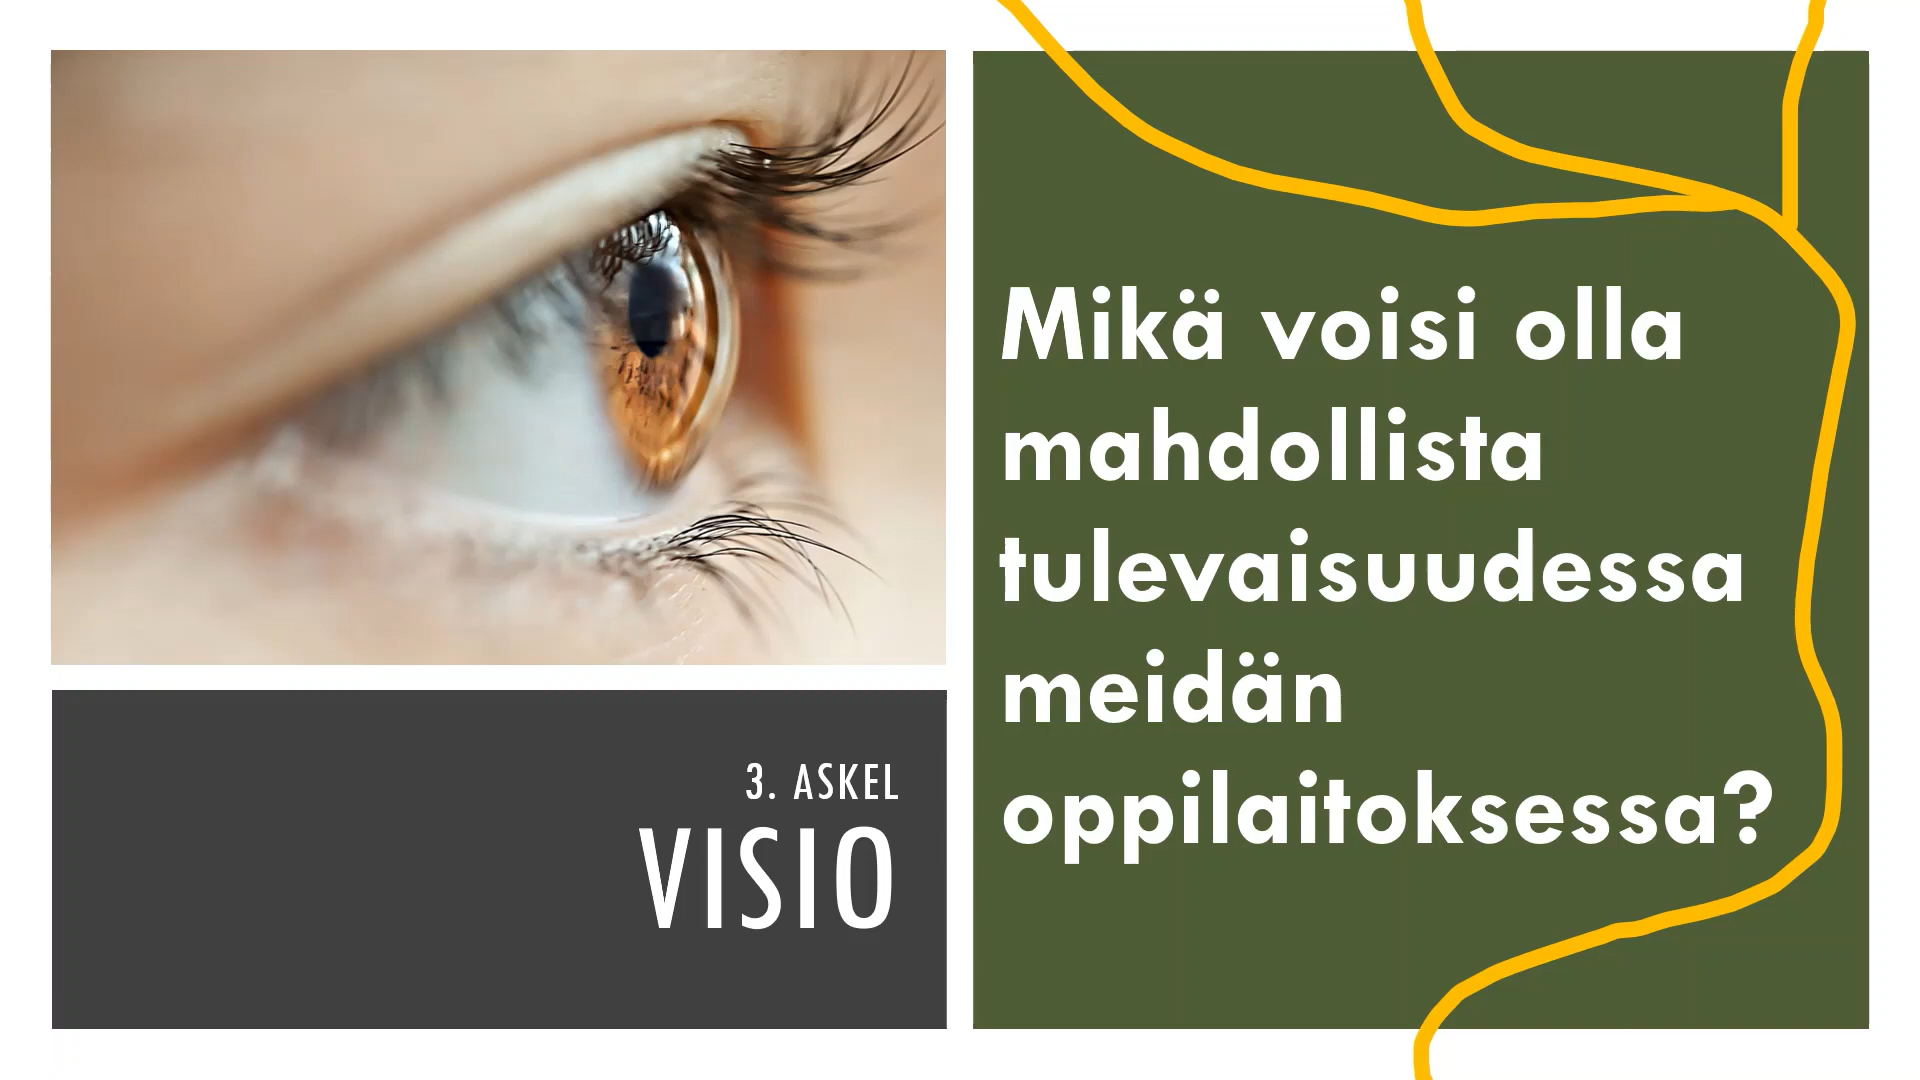 3. ASKEL
VISIO
Mikä voisi olla
mahdollista
tulevaisuudessa
meidän
oppilaitoksessa?